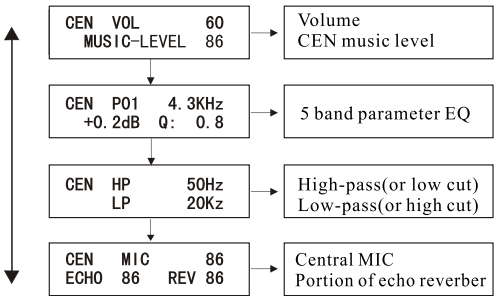 CEN VOL 60
MUSIC-LEVEL 86
Volume
CEN music level
CEN P01 4.3KHz
+0.2dB Q: 0.8
5 band parameter EQ
CEN HP 50Hz
LP 20Kz
High-pass(or low cut)
Low-pass(or high cut)
CEN MIC 86
ECHO 86 REV 86
Central MIC
Portion of echo reverber